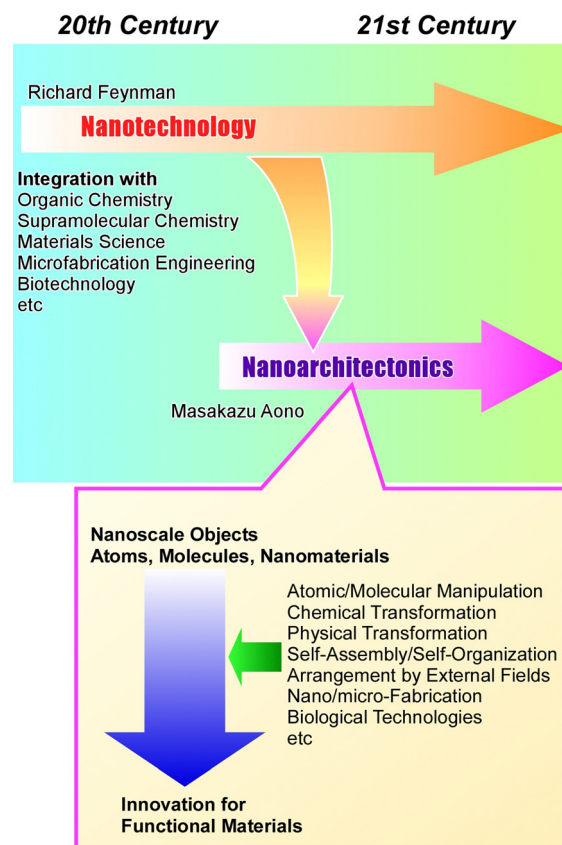 20th Century
21st Century
Richard Feynman
Nanotechnology
Integration with
Organic Chemistry
Supramolecular Chemistry
Materials Science
Microfabrication Engineering
Biotechnology
etc
Nanoarchitectonics
Masakazu Aono
Nanoscale Objects
Atoms, Molecules, Nanomaterials
Atomic/Molecular Manipulation
Chemical Transformation
Physical Transformation
Self-Assembly/Self-Organization
Arrangement by External Fields
Nano/micro-Fabrication
Biological Technologies
etc
Innovation for
Functional Materials